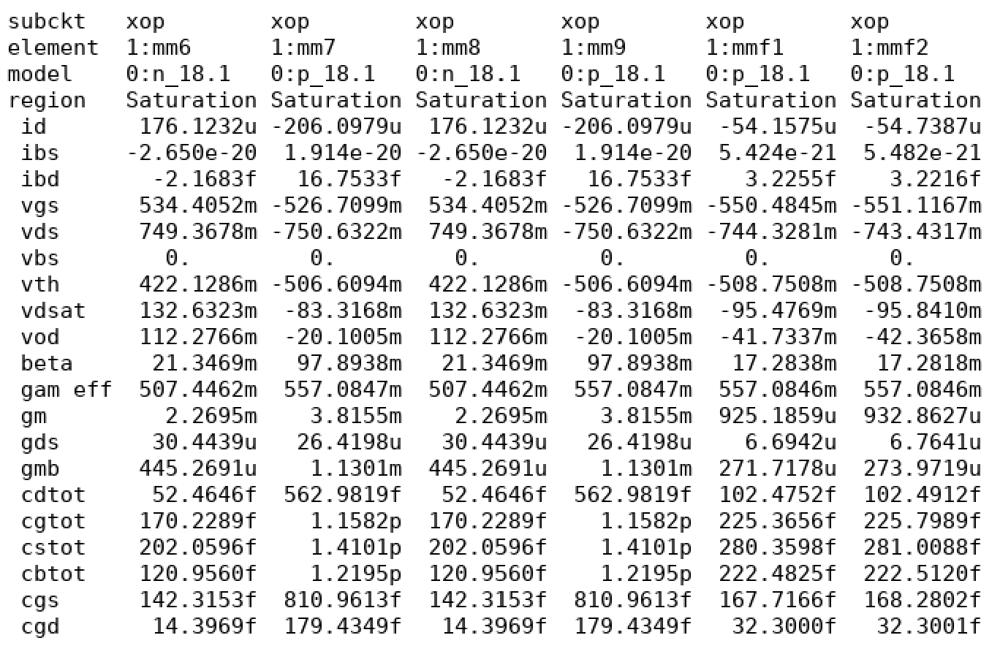 subckt xop xop xop xop xop xop
element 1:mm6 1:mm7 1:mm8 1:mm9 1:mmf1 1:mmf2
model 0:n_18.1 0:p_18.1 0:n_18.1 0:p_18.1 0:p_18.1 0:p_18.1
region Saturation Saturation Saturation Saturation Saturation Saturation
id 176.1232u -206.0979u 176.1232u -206.0979u -54.1575u -54.7387u
ibs -2.650e-20 1.914e-20 -2.650e-20 1.914e-20 5.424e-21 5.482e-21
ibd -2.1683f 16.7533f -2.1683f 16.7533f 3.2255f 3.2216f
vgs 534.4052m -526.7099m 534.4052m -526.7099m -550.4845m -551.1167m
vds 749.3678m -750.6322m 749.3678m -750.6322m -744.3281m -743.4317m
vbs 0. 0. 0. 0. 0. 0.
vth 422.1286m -506.6094m 422.1286m -506.6094m -508.7508m -508.7508m
vdsat 132.6323m -83.3168m 132.6323m -83.3168m -95.4769m -95.8410m
vod 112.2766m -20.1005m 112.2766m -20.1005m -41.7337m -42.3658m
beta 21.3469m 97.8938m 21.3469m 97.8938m 17.2838m 17.2818m
gam eff 507.4462m 557.0847m 507.4462m 557.0847m 557.0846m 557.0846m
gm 2.2695m 3.8155m 2.2695m 3.8155m 925.1859u 932.8627u
gds 30.4439u 26.4198u 30.4439u 26.4198u 6.6942u 6.7641u
gmb 445.2691u 1.1301m 445.2691u 1.1301m 271.7178u 273.9719u
cdtot 52.4646f 562.9819f 52.4646f 562.9819f 102.4752f 102.4912f
cgtot 170.2289f 1.1582p 170.2289f 1.1582p 225.3656f 225.7989f
cstot 202.0596f 1.4101p 202.0596f 1.4101p 280.3598f 281.0088f
cbtot 120.9560f 1.2195p 120.9560f 1.2195p 222.4825f 222.5120f
cgs 142.3153f 810.9613f 142.3153f 810.9613f 167.7166f 168.2802f
cgd 14.3969f 179.4349f 14.3969f 179.4349f 32.3000f 32.3001f